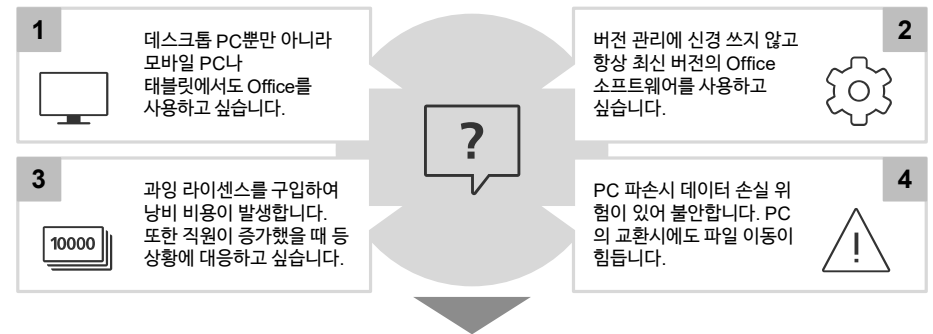 1
데스크톱 PC뿐만 아니라
모바일 PC나
태블릿에서도 Office를
사용하고 싶습니다.
2
버전 관리에 신경 쓰지 않고
항상 최신 버전의 Office
소프트웨어를 사용하고
싶습니다.
?
3
10000
과잉 라이센스를 구입하여
낭비 비용이 발생합니다.
또한 직원이 증가했을 때 등
상황에 대응하고 싶습니다.
4
PC 파손시 데이터 손실 위
험이 있어 불안합니다. PC
의 교환시에도 파일 이동이
힘듭니다.
!